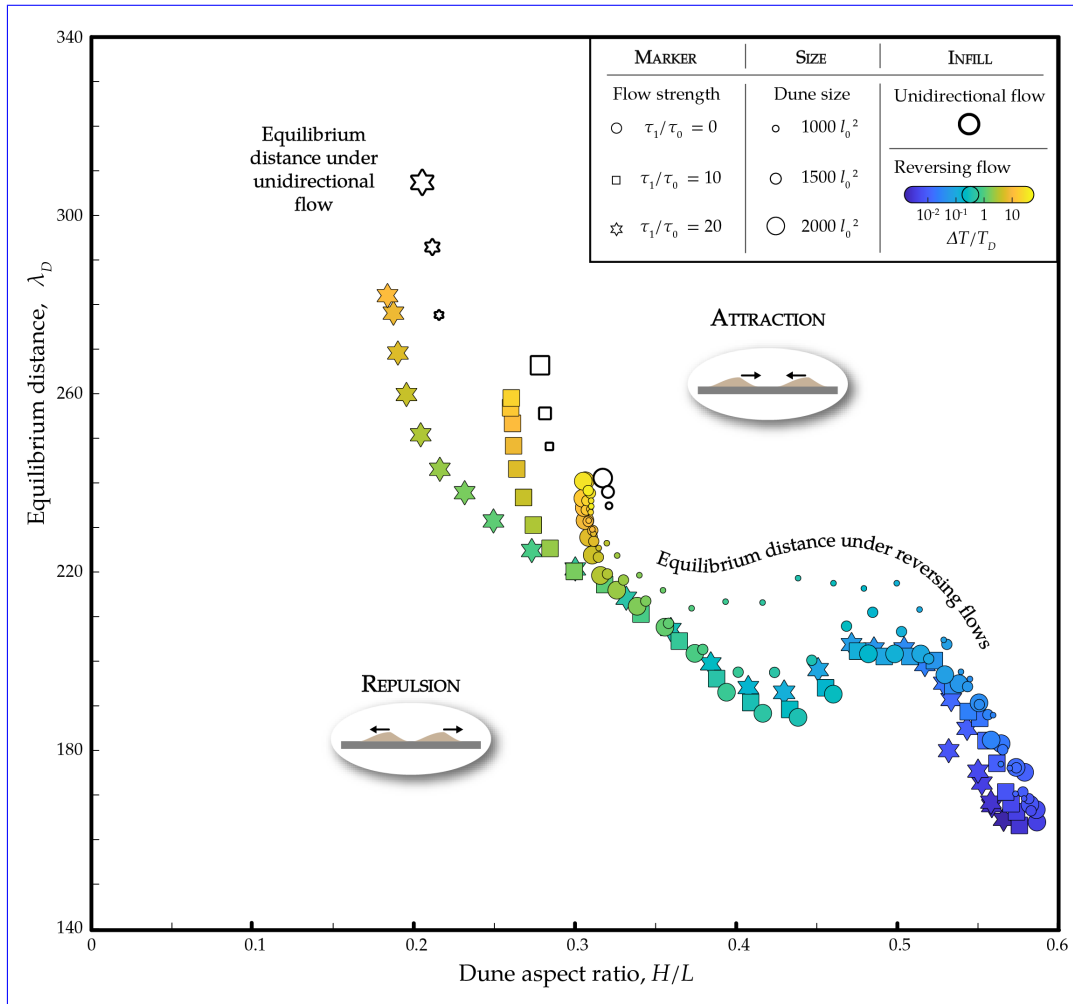 340
300
260
220
180
140
0
0.1
0.2
0.3
0.4
0.5
0.6
Equilibrium distance, λ_D
Dune aspect ratio, H/L
Equilibrium
distance under
unidirectional
flow
MARKER
SIZE
INFILL
Flow strength
Dune size
Unidirectional flow
τ₁/τ₀ = 0
1000 l₀²
Reversing flow
τ₁/τ₀ = 10
1500 l₀²
10⁻² 10⁻¹ 1 10
τ₁/τ₀ = 20
2000 l₀²
ΔT/T_D
ATTRACTION
Equilibrium distance under reversing flows
REPULSION